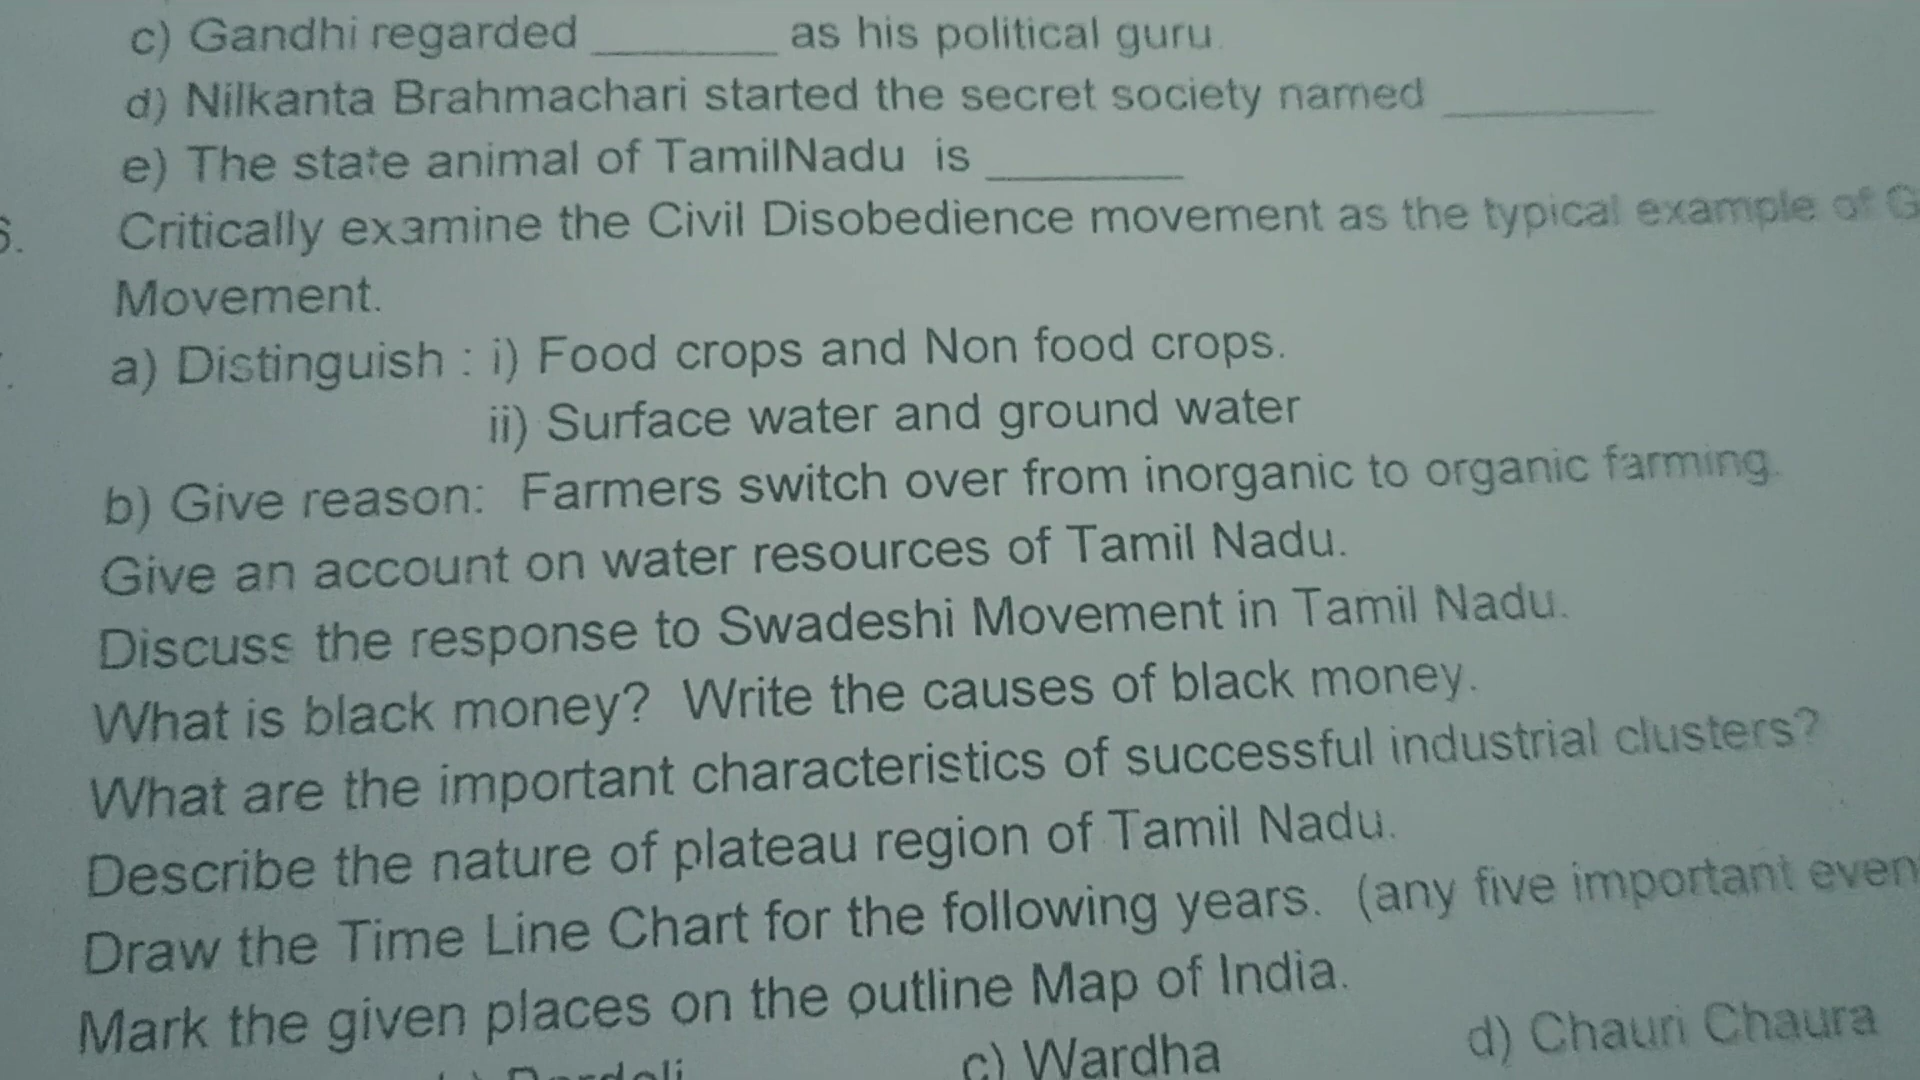 c) Gandhi regarded ________ as his political guru.
d) Nilkanta Brahmachari started the secret society named ________
e) The state animal of TamilNadu is ________
Critically examine the Civil Disobedience movement as the typical example of G
Movement.
a) Distinguish : i) Food crops and Non food crops.
ii) Surface water and ground water
b) Give reason: Farmers switch over from inorganic to organic farming.
Give an account on water resources of Tamil Nadu.
Discuss the response to Swadeshi Movement in Tamil Nadu.
What is black money? Write the causes of black money.
What are the important characteristics of successful industrial clusters?
Describe the nature of plateau region of Tamil Nadu.
Draw the Time Line Chart for the following years. (any five important even
Mark the given places on the outline Map of India.
c) Wardha d) Chauri Chaura